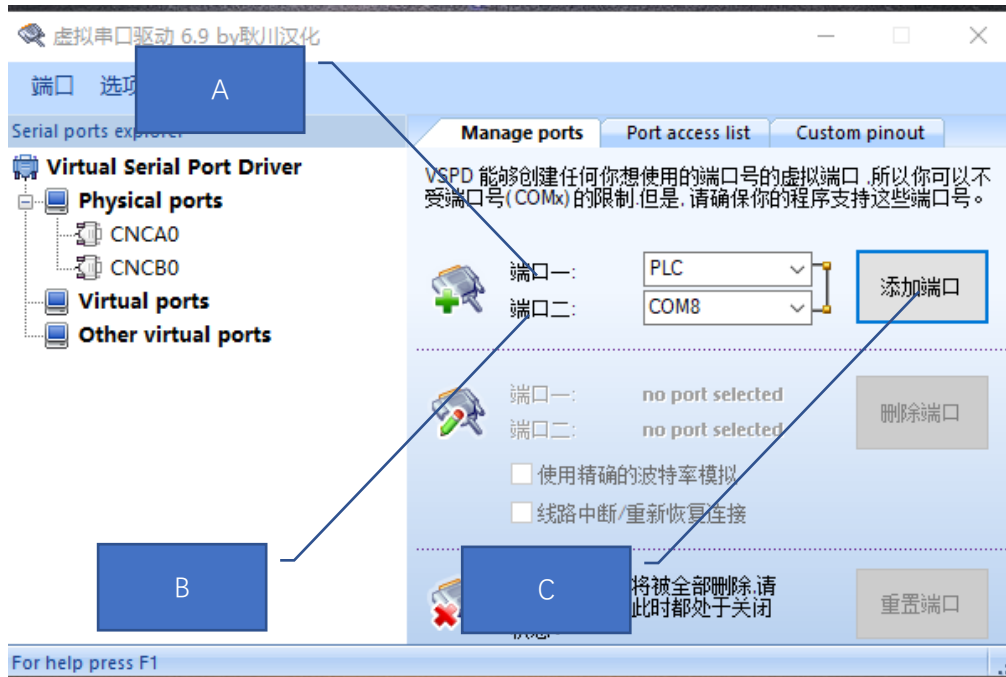 虚拟串口驱动 6.9 by耿川汉化
端口 选项
A
Serial ports explorer
Manage ports Port access list Custom pinout
Virtual Serial Port Driver
Physical ports
CNCA0
CNCB0
Virtual ports
Other virtual ports
VSPD 能够创建任何你想使用的端口号的虚拟端口.所以你可以不
受端口号(COMx)的限制.但是,请确保你的程序支持这些端口号。
端口一: PLC
端口二: COM8
添加端口
端口一: no port selected
端口二: no port selected
删除端口
使用精确的波特率模拟
线路中断/重新恢复连接
B
C
将被全部删除.请
此时都处于关闭
重置端口
For help press F1